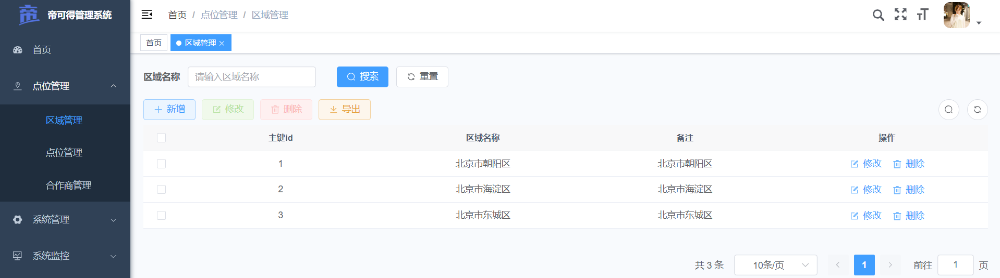 帝 帝可得管理系统
首页 / 点位管理 / 区域管理
首页
首页 区域管理
点位管理
区域管理
点位管理
合作商管理
系统管理
系统监控
区域名称 请输入区域名称 搜索 重置
新增 修改 删除 导出
主键id 区域名称 备注 操作
1 北京市朝阳区 北京市朝阳区 修改 删除
2 北京市海淀区 北京市海淀区 修改 删除
3 北京市东城区 北京市东城区 修改 删除
共 3 条 10条/页 1 前往 1 页